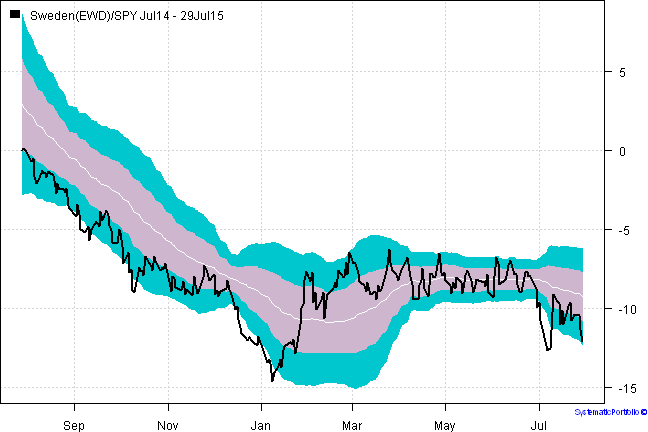 Sweden(EWD)/SPY Jul14 - 29Jul15
5
0
-5
-10
-15
Sep Nov Jan Mar May Jul
SystematicPortfolio ©